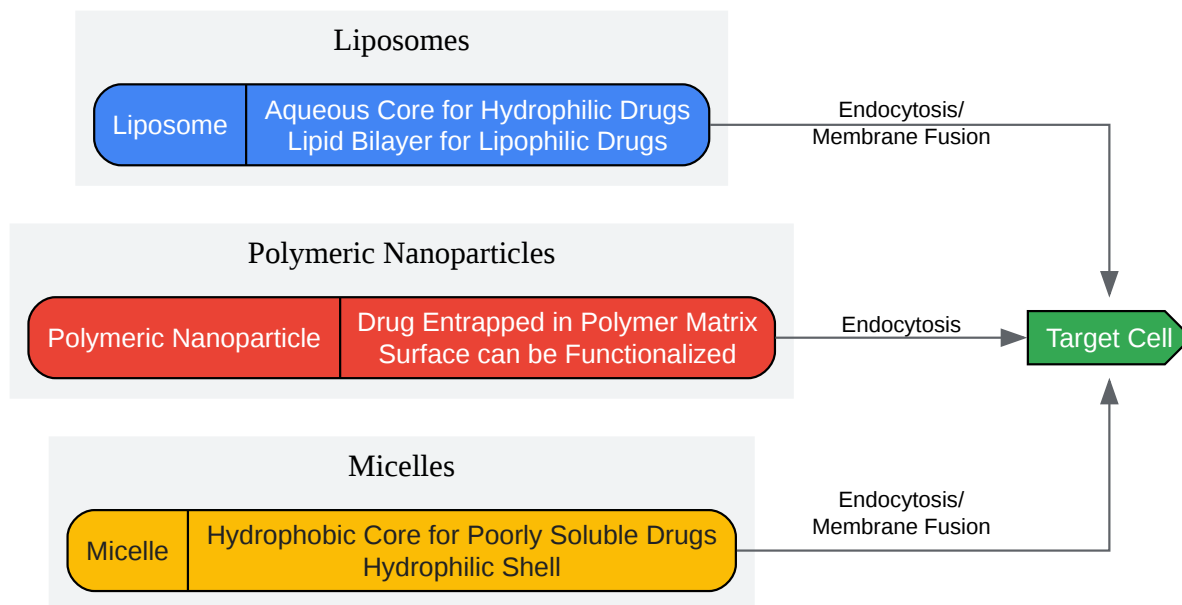 Liposomes
Liposome
Aqueous Core for Hydrophilic Drugs
Lipid Bilayer for Lipophilic Drugs
Endocytosis/
Membrane Fusion
Polymeric Nanoparticles
Polymeric Nanoparticle
Drug Entrapped in Polymer Matrix
Surface can be Functionalized
Endocytosis
Target Cell
Micelles
Micelle
Hydrophobic Core for Poorly Soluble Drugs
Hydrophilic Shell
Endocytosis/
Membrane Fusion